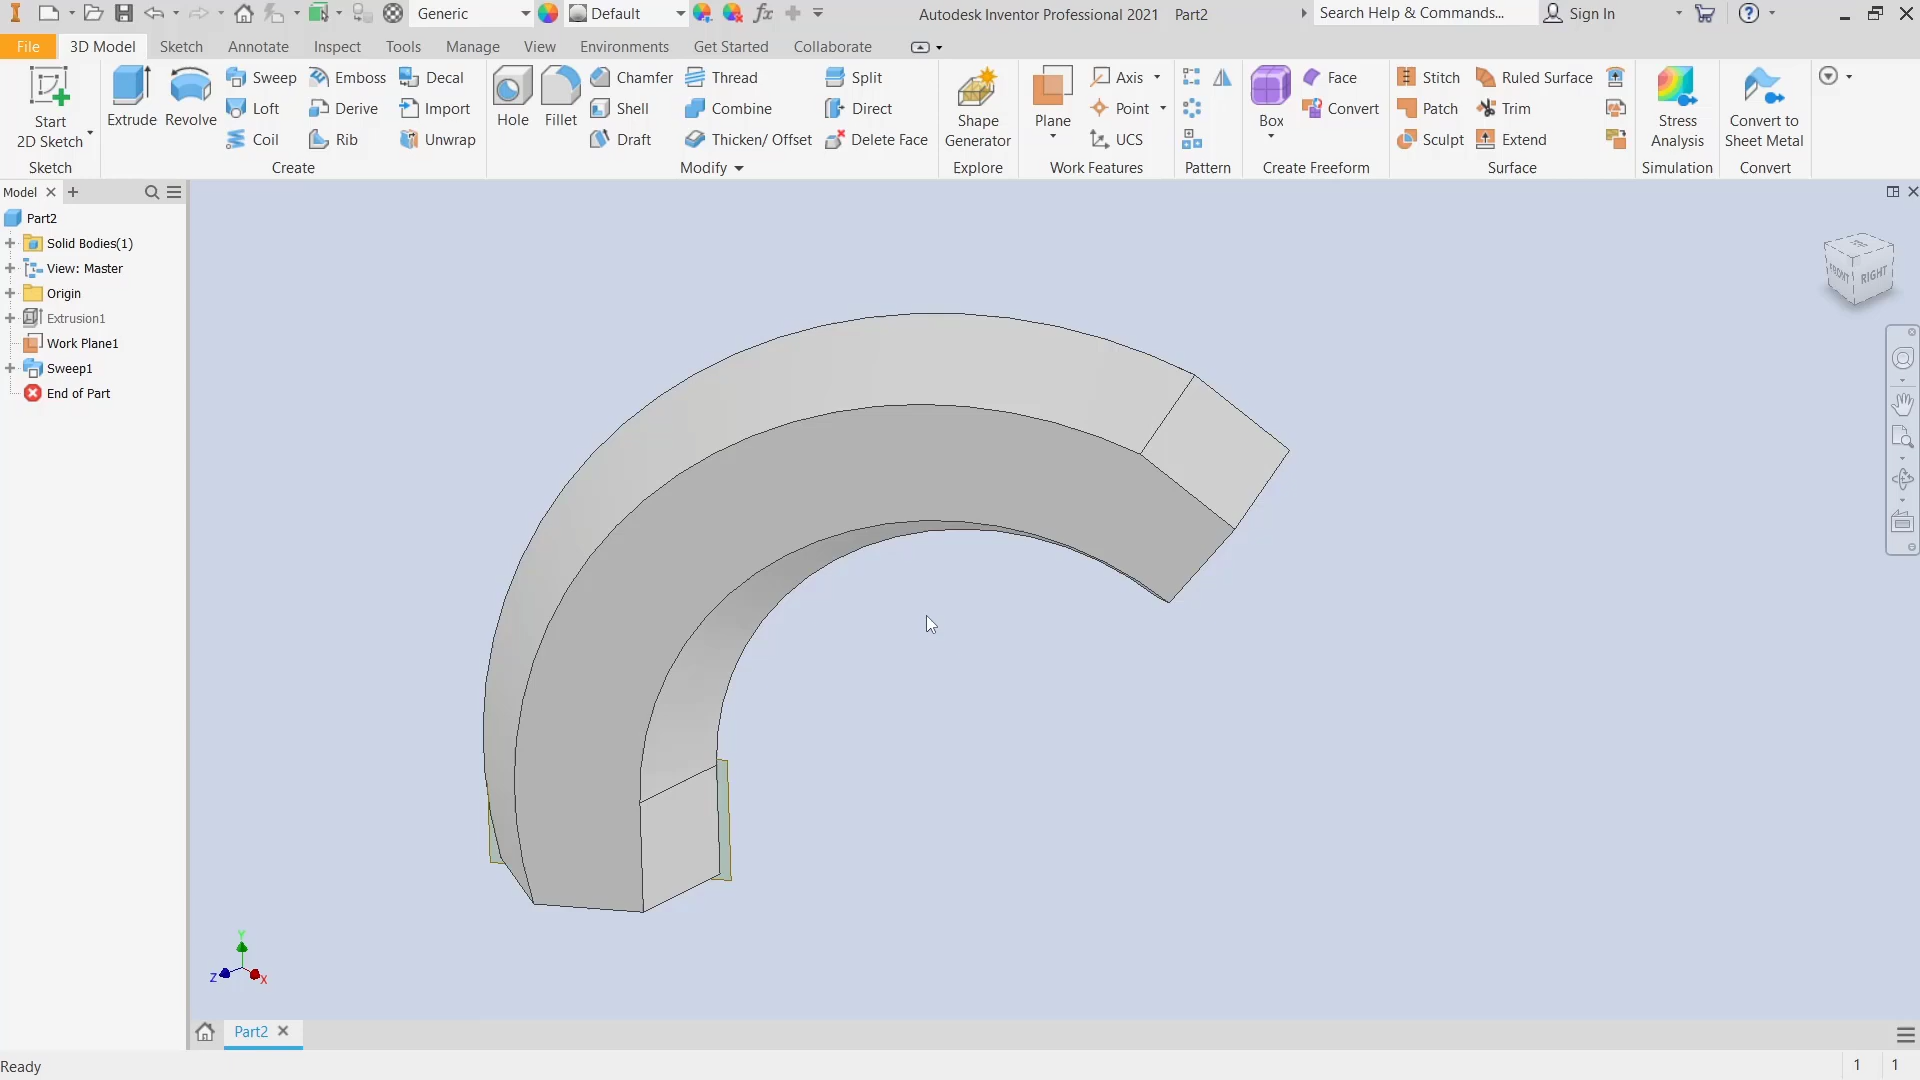 Generic
Default
fx
Autodesk Inventor Professional 2021 Part2
Search Help & Commands...
Sign In
File 3D Model Sketch Annotate Inspect Tools Manage View Environments Get Started Collaborate
Start
2D Sketch
Sketch
Extrude
Revolve
Sweep
Loft
Coil
Emboss
Derive
Rib
Decal
Import
Unwrap
Create
Hole
Fillet
Chamfer
Shell
Draft
Thread
Combine
Thicken/ Offset
Split
Direct
Delete Face
Modify
Shape
Generator
Explore
Plane
Axis
Point
UCS
Work Features
Pattern
Box
Face
Convert
Create Freeform
Stitch
Patch
Sculpt
Ruled Surface
Trim
Extend
Surface
Stress
Analysis
Simulation
Convert to
Sheet Metal
Convert
Model
Part2
Solid Bodies(1)
View: Master
Origin
Extrusion1
Work Plane1
Sweep1
End of Part
TOP
FRONT
RIGHT
Y
Z
X
Part2
Ready
1 1